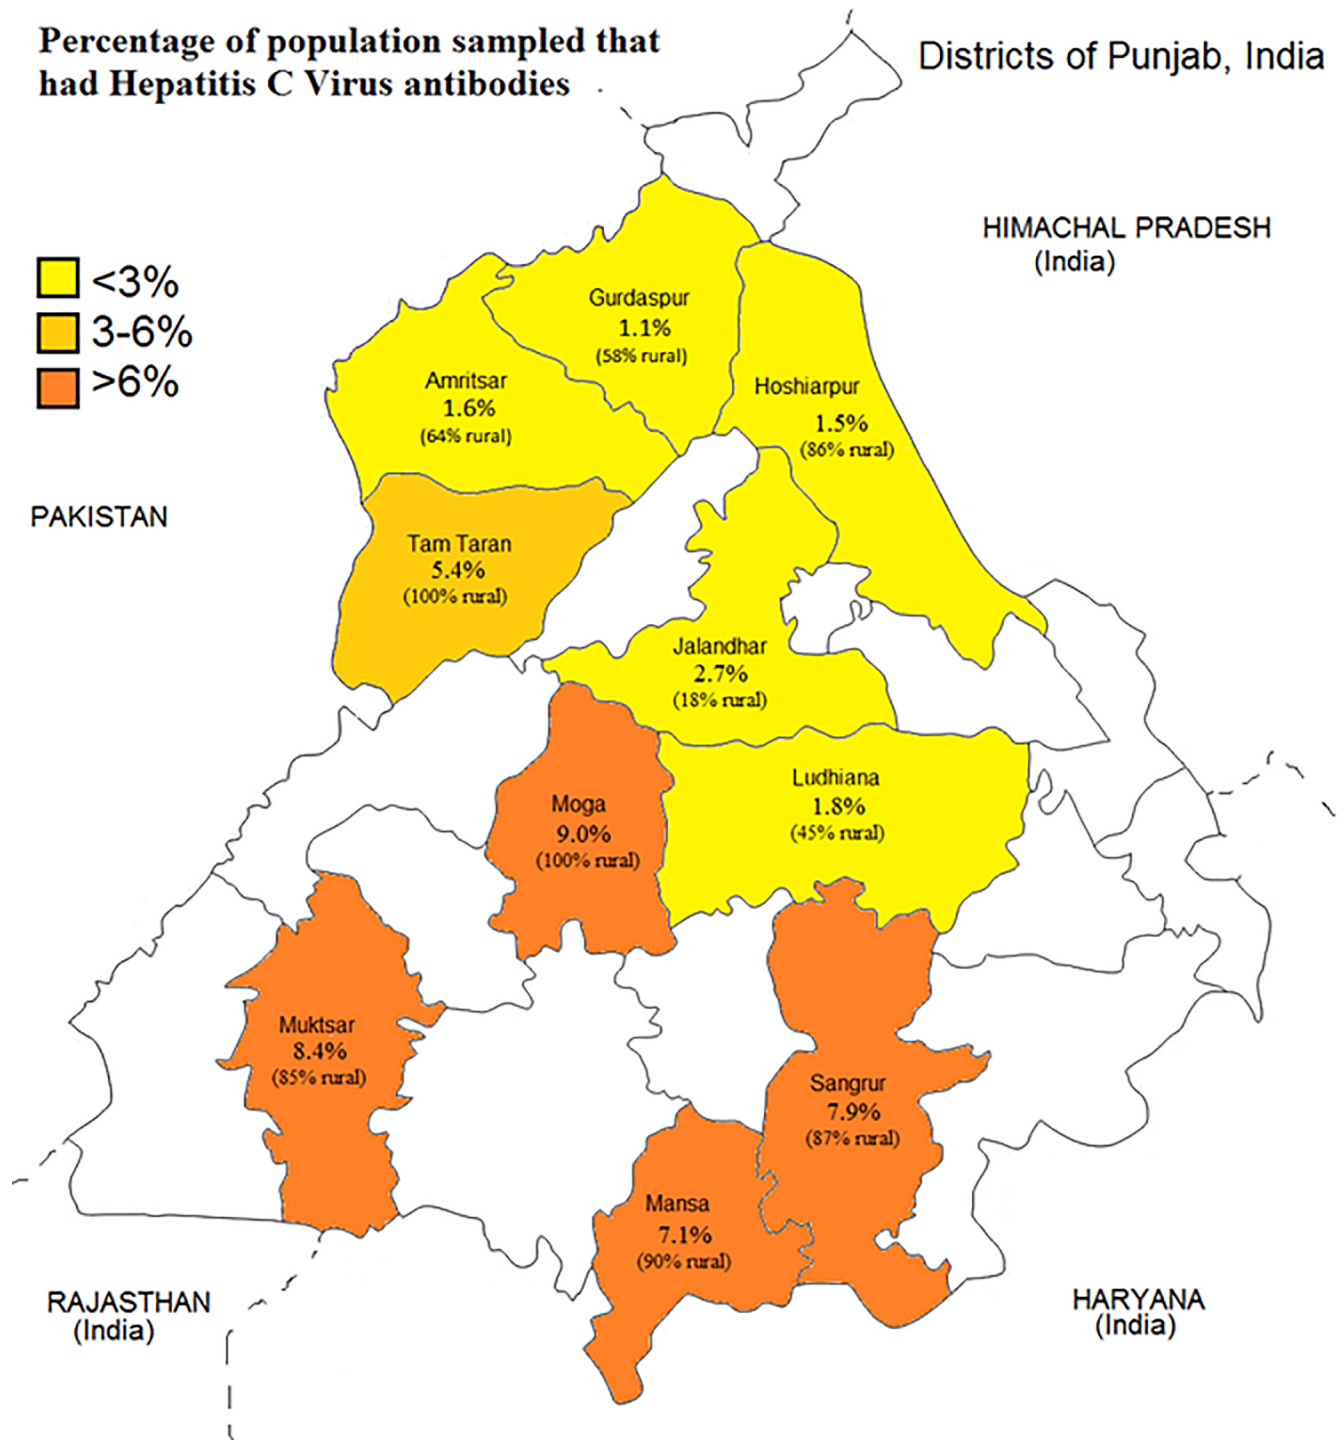 Percentage of population sampled that
had Hepatitis C Virus antibodies
Districts of Punjab, India
HIMACHAL PRADESH
(India)
<3%
3-6%
>6%
Gurdaspur
1.1%
(58% rural)
Amritsar
1.6%
(64% rural)
Hoshiarpur
1.5%
(86% rural)
PAKISTAN
Tam Taran
5.4%
(100% rural)
Jalandhar
2.7%
(18% rural)
Ludhiana
1.8%
(45% rural)
Moga
9.0%
(100% rural)
Muktsar
8.4%
(85% rural)
Sangrur
7.9%
(87% rural)
Mansa
7.1%
(90% rural)
RAJASTHAN
(India)
HARYANA
(India)